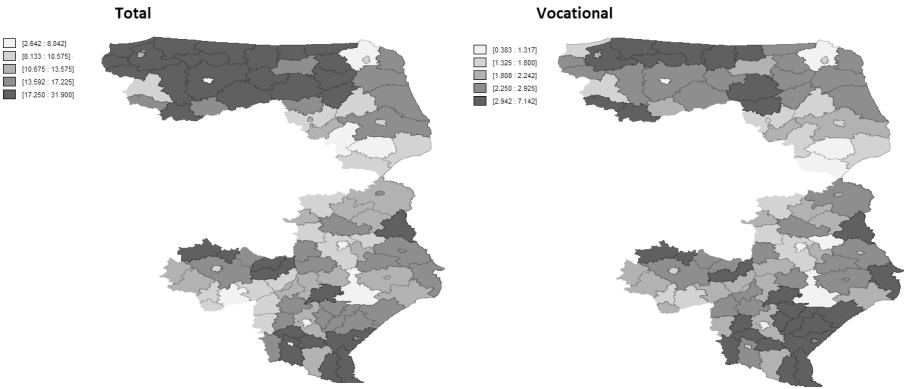 Total
[2.642 : 8.042]
[8.133 : 10.575]
[10.675 : 13.575]
[13.592 : 17.225]
[17.250 : 31.900]
Vocational
[0.383 : 1.317]
[1.325 : 1.800]
[1.808 : 2.242]
[2.250 : 2.925]
[2.942 : 7.142]